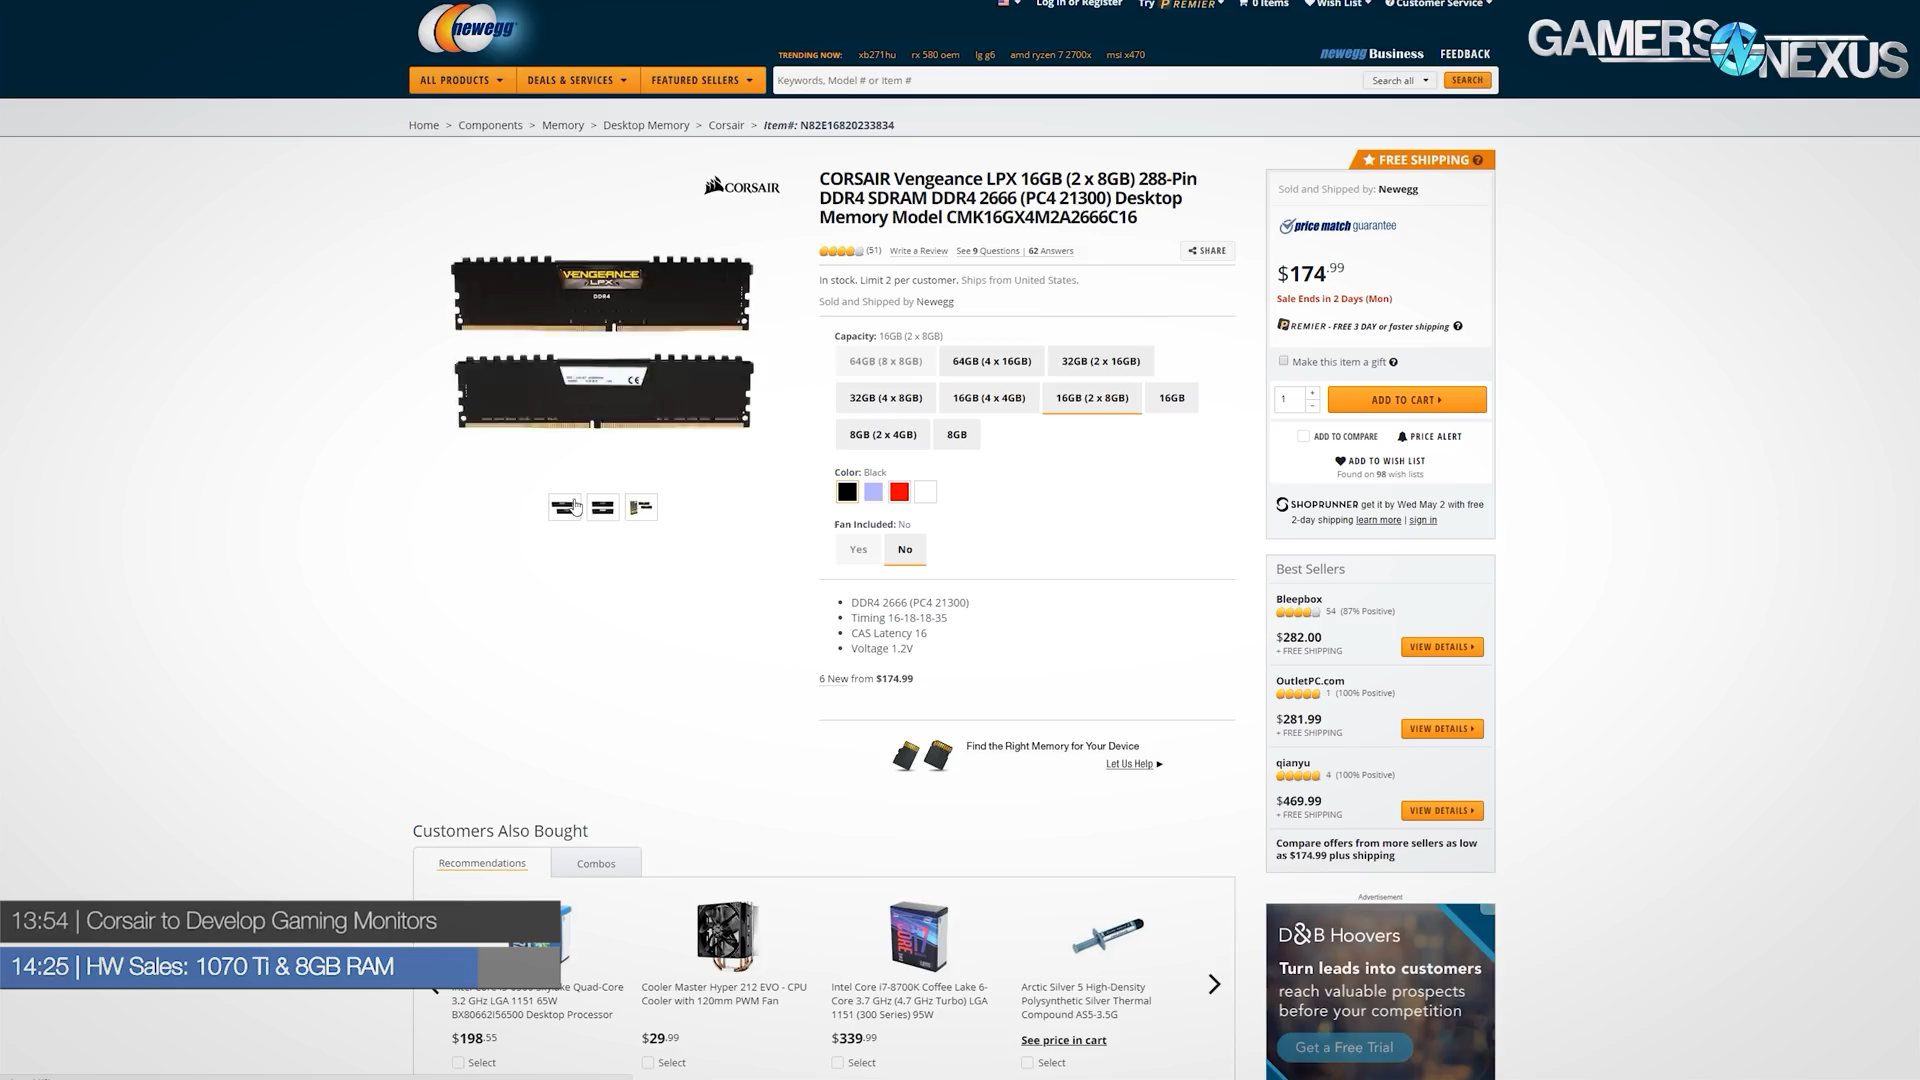 newegg
Log in or Register
Try PREMIER
0 Items
Wish List
Customer Service
GAMERS NEXUS
TRENDING NOW: xb271hu rx 580 oem lg g6 amd ryzen 7 2700x msi x470
newegg Business
FEEDBACK
ALL PRODUCTS
DEALS & SERVICES
FEATURED SELLERS
Keywords, Model # or Item #
Search all
SEARCH
Home > Components > Memory > Desktop Memory > Corsair > Item#: N82E16820233834
CORSAIR
VENGEANCE
LPX
DDR4
CORSAIR Vengeance LPX 16GB (2 x 8GB) 288-Pin
DDR4 SDRAM DDR4 2666 (PC4 21300) Desktop
Memory Model CMK16GX4M2A2666C16
(51) Write a Review See 9 Questions | 62 Answers
SHARE
In stock. Limit 2 per customer. Ships from United States.
Sold and Shipped by Newegg
Capacity: 16GB (2 x 8GB)
64GB (8 x 8GB) 64GB (4 x 16GB) 32GB (2 x 16GB)
32GB (4 x 8GB) 16GB (4 x 4GB) 16GB (2 x 8GB) 16GB
8GB (2 x 4GB) 8GB
Color: Black
Fan Included: No
Yes No
DDR4 2666 (PC4 21300)
Timing 16-18-18-35
CAS Latency 16
Voltage 1.2V
6 New from $174.99
Find the Right Memory for Your Device
Let Us Help
FREE SHIPPING
Sold and Shipped by: Newegg
price match guarantee
$174.99
Sale Ends in 2 Days (Mon)
PREMIER - FREE 3 DAY or faster shipping
Make this item a gift
1
ADD TO CART
ADD TO COMPARE
PRICE ALERT
ADD TO WISH LIST
Found on 98 wish lists
SHOPRUNNER get it by Wed May 2 with free
2-day shipping learn more | sign in
Best Sellers
Bleepbox
54 (87% Positive)
$282.00
+ FREE SHIPPING
VIEW DETAILS
OutletPC.com
1 (100% Positive)
$281.99
+ FREE SHIPPING
VIEW DETAILS
qianyu
4 (100% Positive)
$469.99
+ FREE SHIPPING
VIEW DETAILS
Compare offers from more sellers as low
as $174.99 plus shipping
Advertisement
D&B Hoovers
Turn leads into customers
reach valuable prospects
before your competition
Get a Free Trial
Customers Also Bought
Recommendations
Combos
13:54 | Corsair to Develop Gaming Monitors
14:25 | HW Sales: 1070 Ti & 8GB RAM
Quad-Core
3.2 GHz LGA 1151 65W
BX80662I56500 Desktop Processor
$198.55
Select
Cooler Master Hyper 212 EVO - CPU
Cooler with 120mm PWM Fan
$29.99
Select
Intel Core i7-8700K Coffee Lake 6-
Core 3.7 GHz (4.7 GHz Turbo) LGA
1151 (300 Series) 95W
$339.99
Select
Arctic Silver 5 High-Density
Polysynthetic Silver Thermal
Compound AS5-3.5G
See price in cart
Select